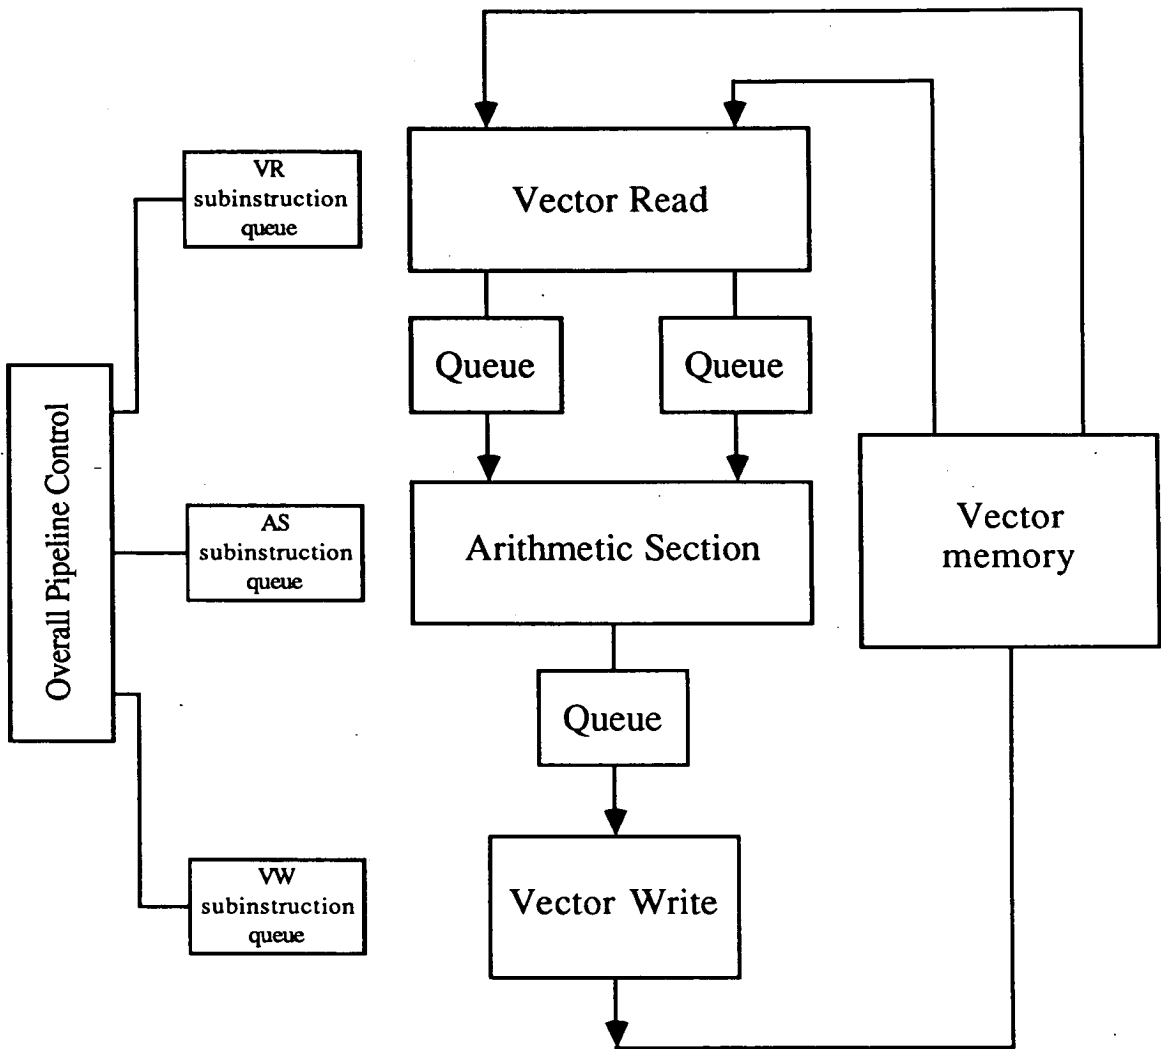 VR
subinstruction
queue
Vector Read
Queue
Queue
Overall Pipeline Control
AS
subinstruction
queue
Arithmetic Section
Vector
memory
Queue
VW
subinstruction
queue
Vector Write